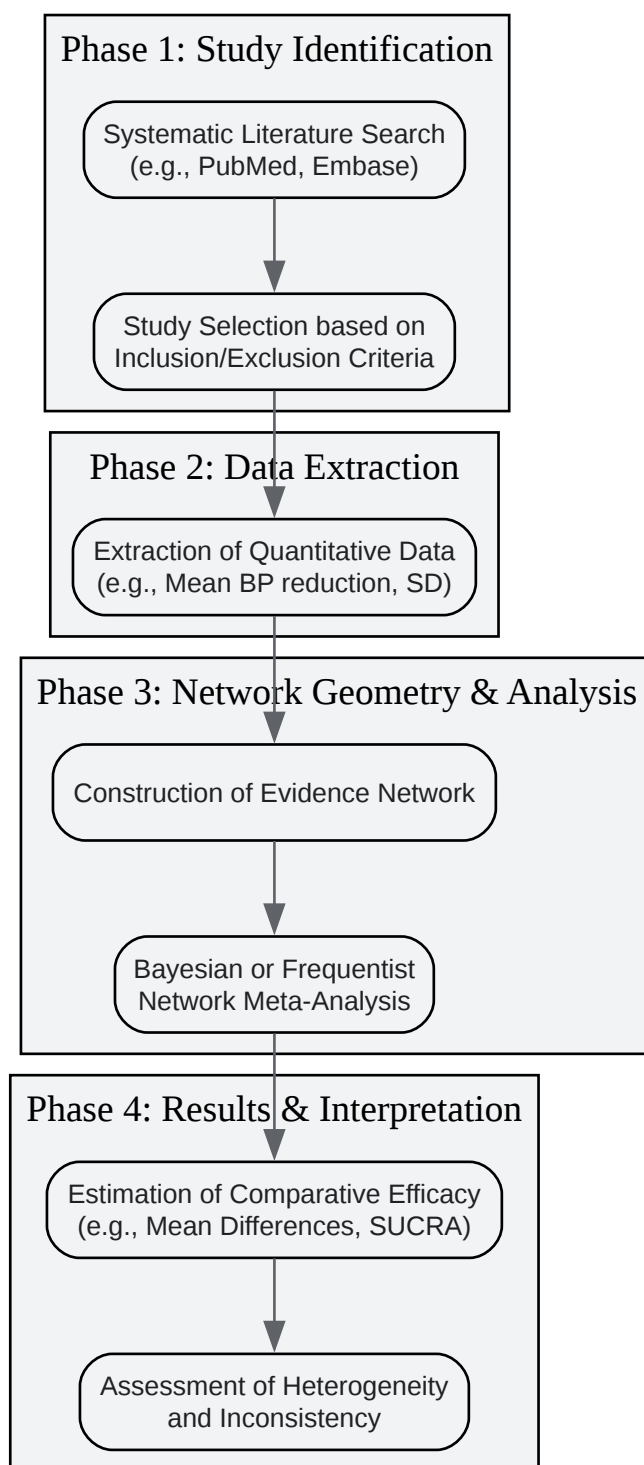 Phase 1: Study Identification
Systematic Literature Search
(e.g., PubMed, Embase)
Study Selection based on
Inclusion/Exclusion Criteria
Phase 2: Data Extraction
Extraction of Quantitative Data
(e.g., Mean BP reduction, SD)
Phase 3: Network Geometry & Analysis
Construction of Evidence Network
Bayesian or Frequentist
Network Meta-Analysis
Phase 4: Results & Interpretation
Estimation of Comparative Efficacy
(e.g., Mean Differences, SUCRA)
Assessment of Heterogeneity
and Inconsistency